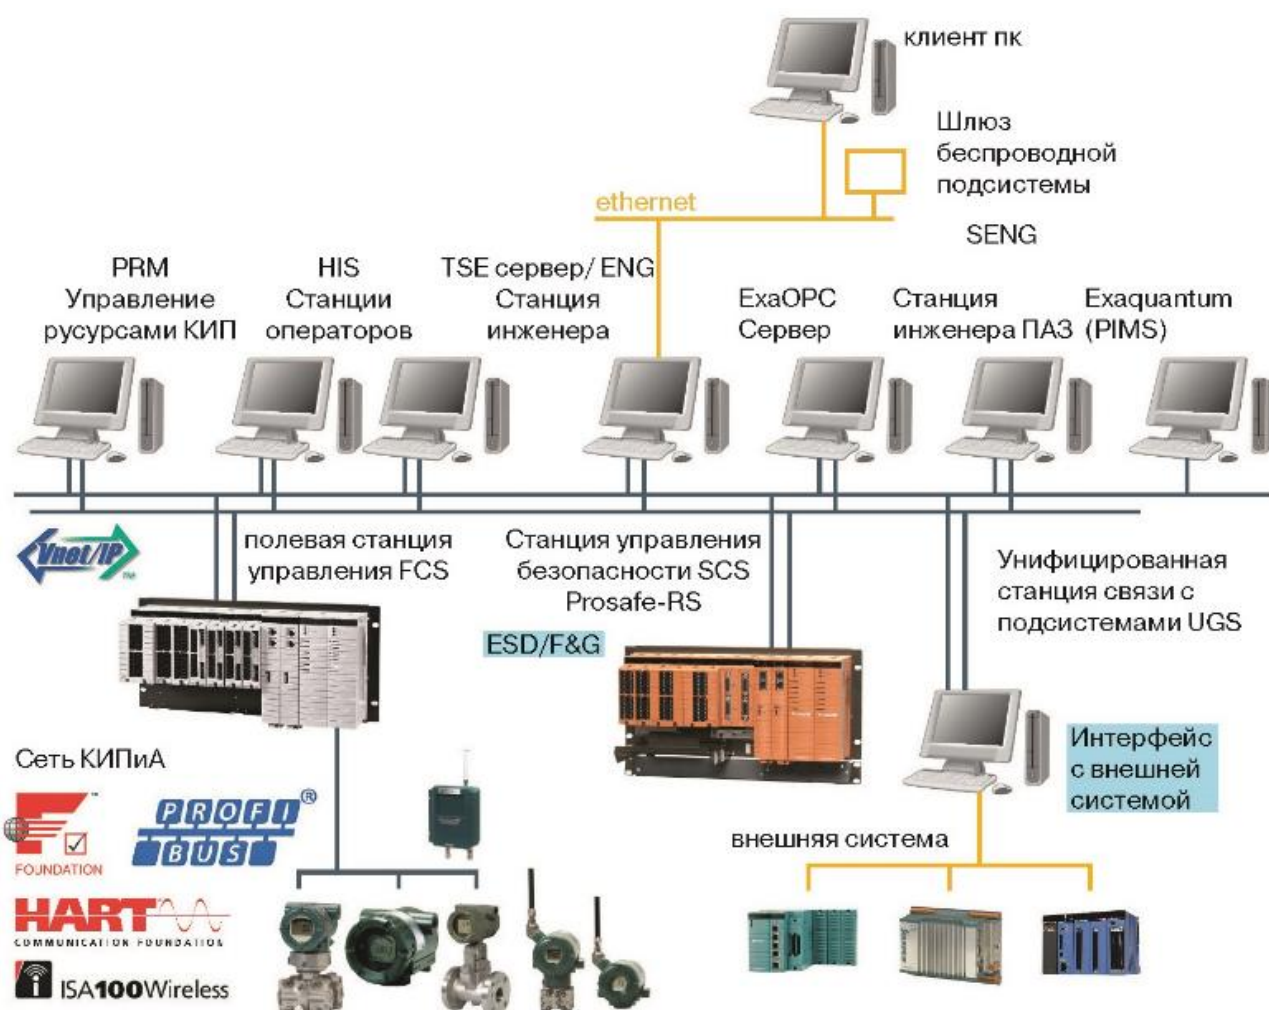 клиент пк
Шлюз
беспроводной
подсистемы
ethernet
SENG
PRM
Управление
русурсами КИП
HIS
Станции
операторов
TSE сервер/ ENG
Станция
инженера
ExaOPC
Сервер
Станция
инженера ПАЗ
Exaquantum
(PIMS)
Vnet/IP
TM
полевая станция
управления FCS
Станция управления
безопасности SCS
Prosafe-RS
ESD/F&G
Унифицированная
станция связи с
подсистемами UGS
Интерфейс
с внешней
системой
Сеть КИПиА
FOUNDATION
PROFI®
BUS
HART
COMMUNICATION FOUNDATION
ISA100Wireless
внешняя система